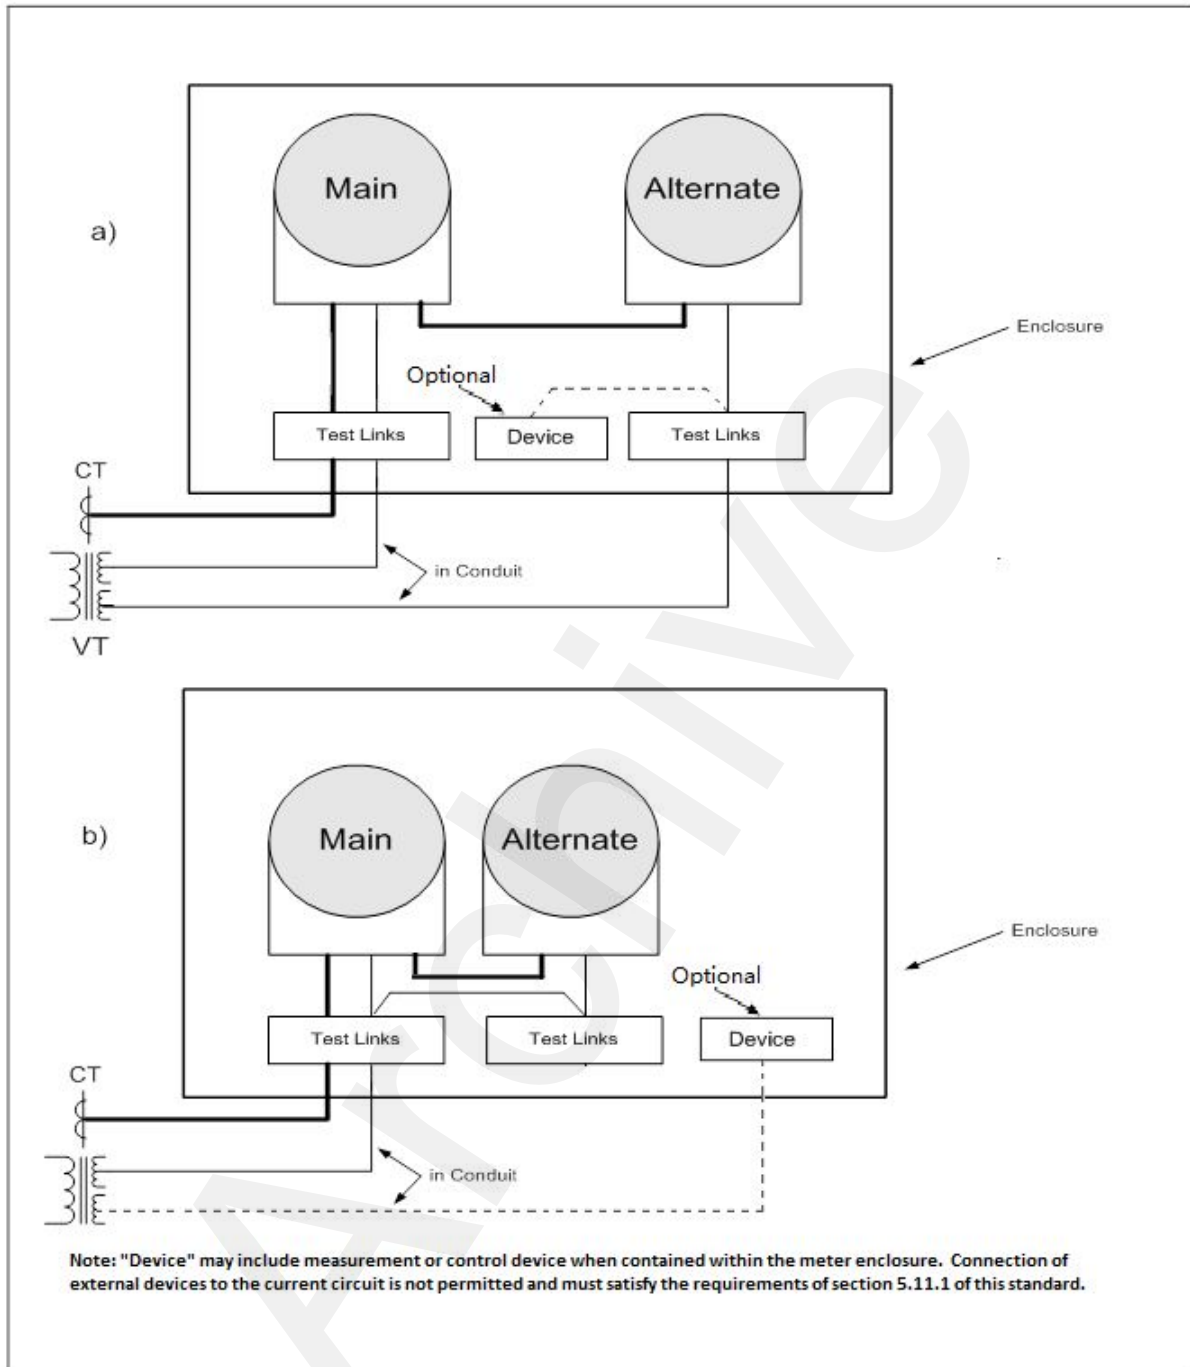 Main
Alternate
a)
Enclosure
Optional
Test Links
Device
Test Links
CT
in Conduit
VT
Main
Alternate
b)
Enclosure
Optional
Test Links
Test Links
Device
CT
in Conduit
Note: "Device" may include measurement or control device when contained within the meter enclosure. Connection of
external devices to the current circuit is not permitted and must satisfy the requirements of section 5.11.1 of this standard.
Archive